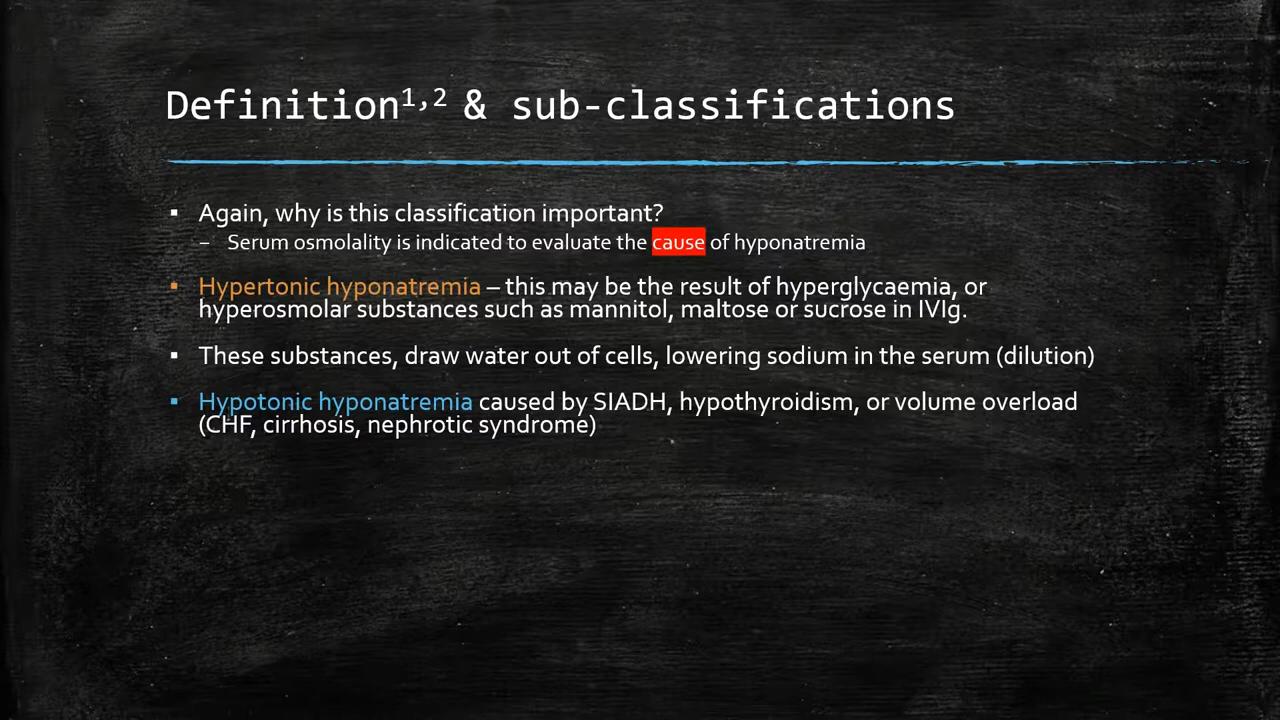 Definition1,2 & sub-classifications
▪ Again, why is this classification important?
– Serum osmolality is indicated to evaluate the cause of hyponatremia
▪ Hypertonic hyponatremia – this may be the result of hyperglycaemia, or
hyperosmolar substances such as mannitol, maltose or sucrose in IVIg.
▪ These substances, draw water out of cells, lowering sodium in the serum (dilution)
▪ Hypotonic hyponatremia caused by SIADH, hypothyroidism, or volume overload
(CHF, cirrhosis, nephrotic syndrome)